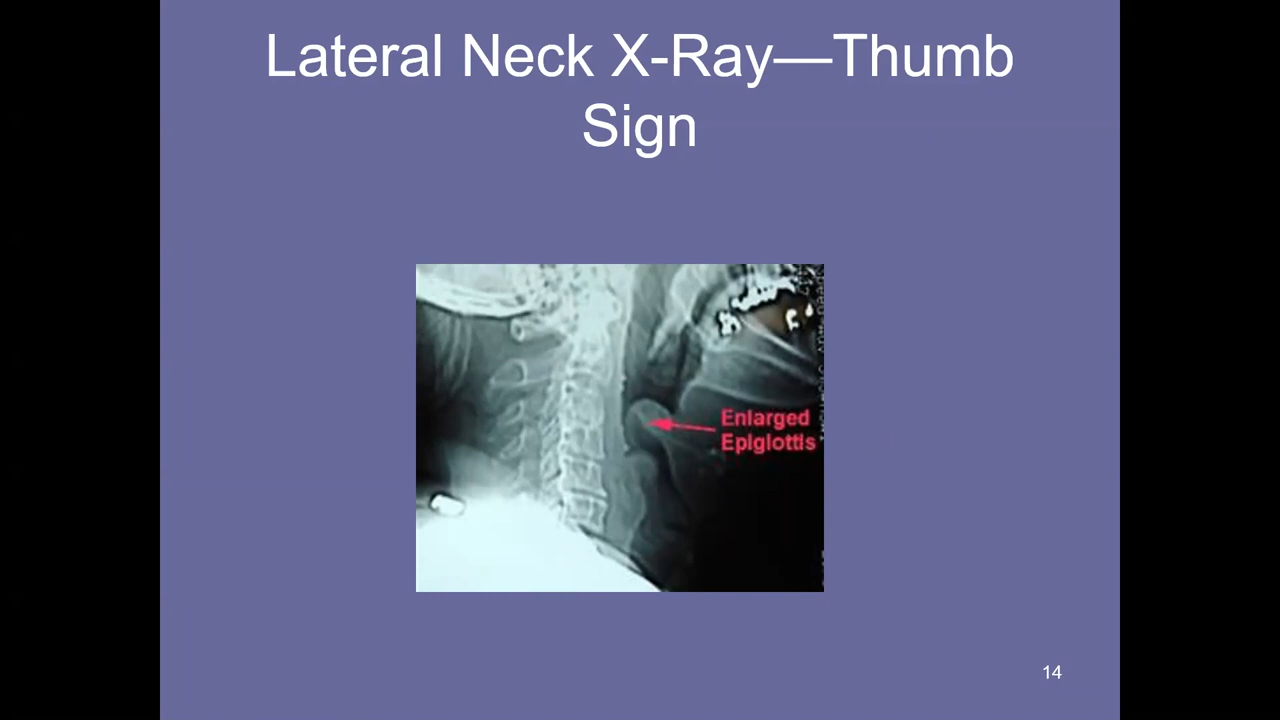 Lateral Neck X-Ray—Thumb
Sign
Enlarged
Epiglottis
14